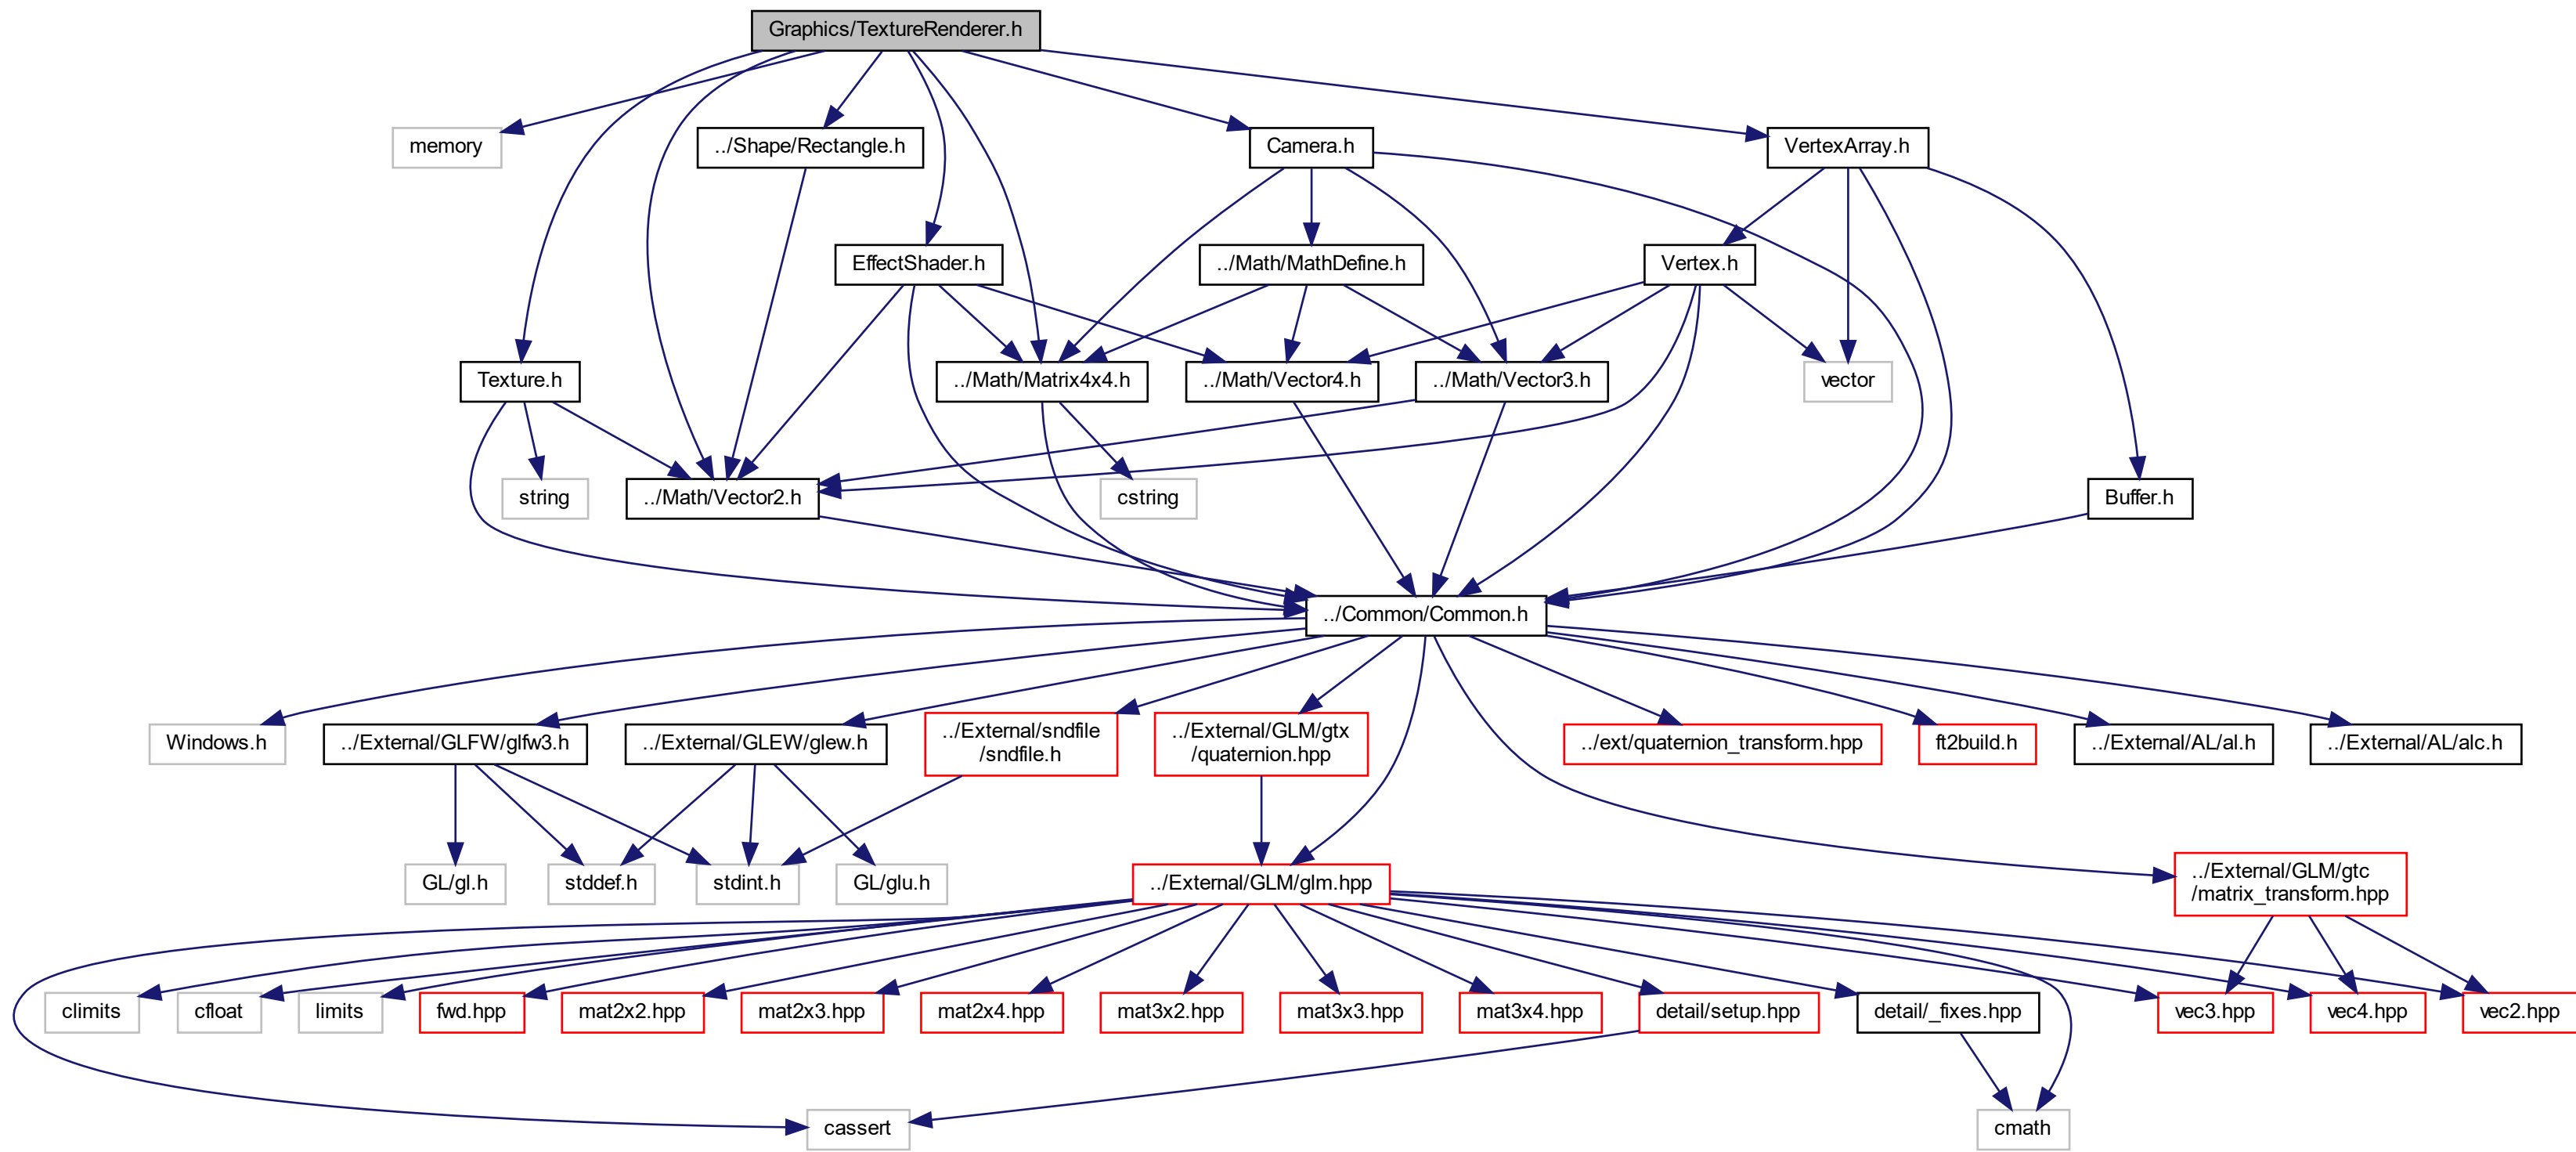 Graphics/TextureRenderer.h
memory
../Shape/Rectangle.h
Camera.h
VertexArray.h
EffectShader.h
../Math/MathDefine.h
Vertex.h
Texture.h
../Math/Matrix4x4.h
../Math/Vector4.h
../Math/Vector3.h
vector
string
../Math/Vector2.h
cstring
Buffer.h
../Common/Common.h
Windows.h
../External/GLFW/glfw3.h
../External/GLEW/glew.h
../External/sndfile
/sndfile.h
../External/GLM/gtx
/quaternion.hpp
../ext/quaternion_transform.hpp
ft2build.h
../External/AL/al.h
../External/AL/alc.h
GL/gl.h
stddef.h
stdint.h
GL/glu.h
../External/GLM/glm.hpp
../External/GLM/gtc
/matrix_transform.hpp
climits
cfloat
limits
fwd.hpp
mat2x2.hpp
mat2x3.hpp
mat2x4.hpp
mat3x2.hpp
mat3x3.hpp
mat3x4.hpp
detail/setup.hpp
detail/_fixes.hpp
vec3.hpp
vec4.hpp
vec2.hpp
cassert
cmath